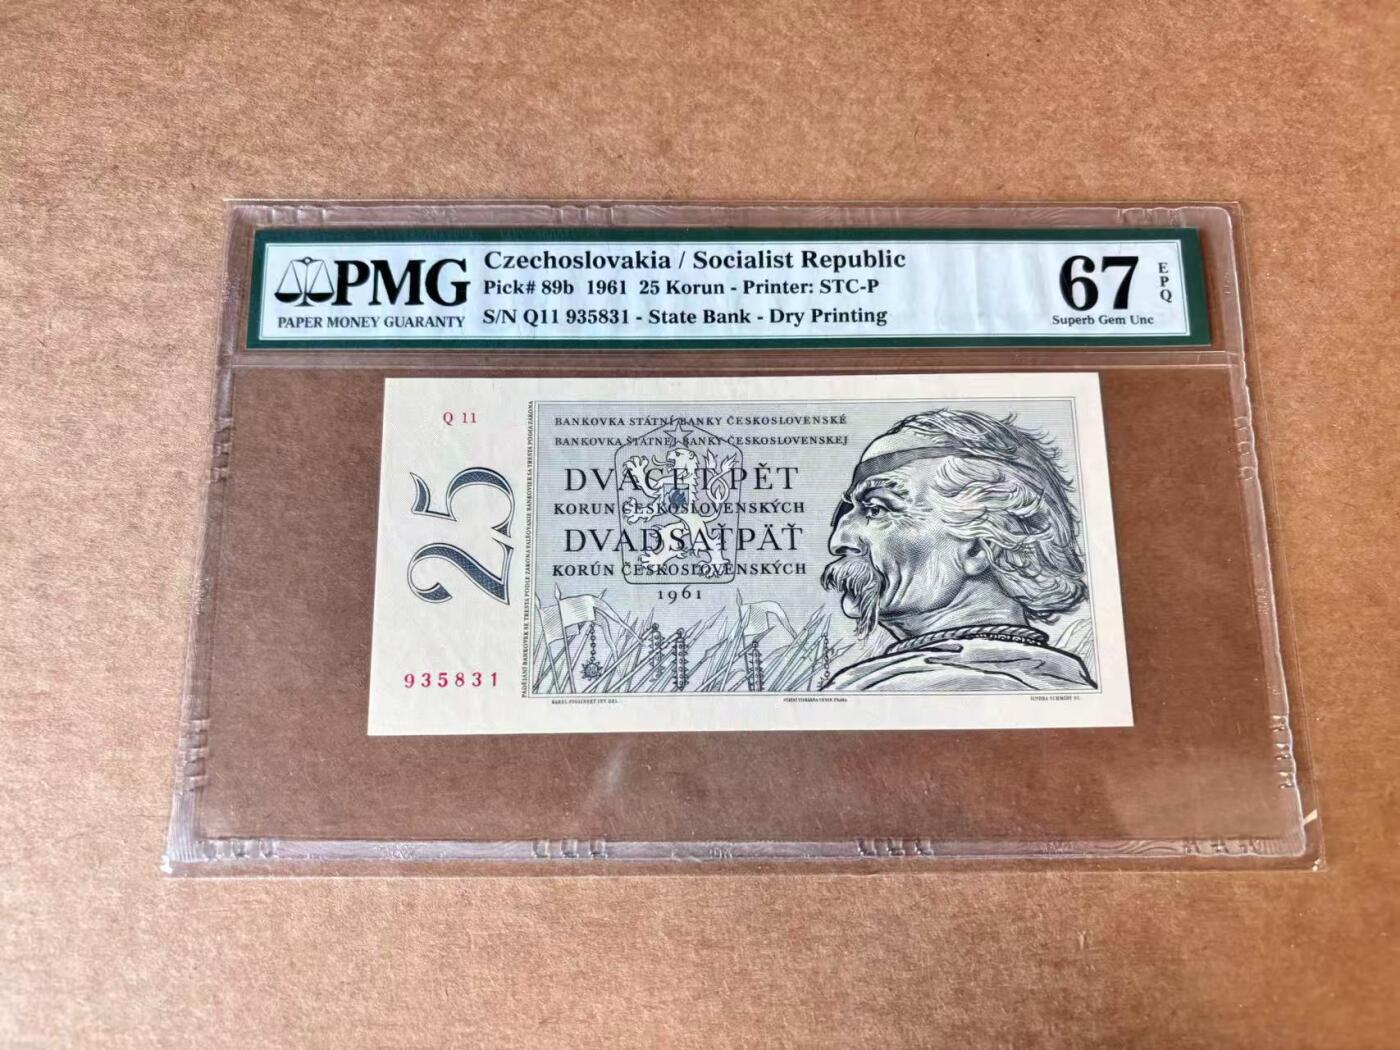 PMG
PAPER MONEY GUARANTY
Czechoslovakia / Socialist Republic
Pick# 89b 1961 25 Korun - Printer: STC-P
S/N Q11 935831 - State Bank - Dry Printing
67
EPQ
Superb Gem Unc
Q 11
25
935831
BANKOVKA STÁTNÍ BANKY ČESKOSLOVENSKÉ
BANKOVKA ŠTÁTNEJ BANKY ČESKOSLOVENSKEJ
DVACET PĚT
KORUN ČESKOSLOVENSKÝCH
DVADSAŤPÄŤ
KORÚN ČESKOSLOVENSKÝCH
1961